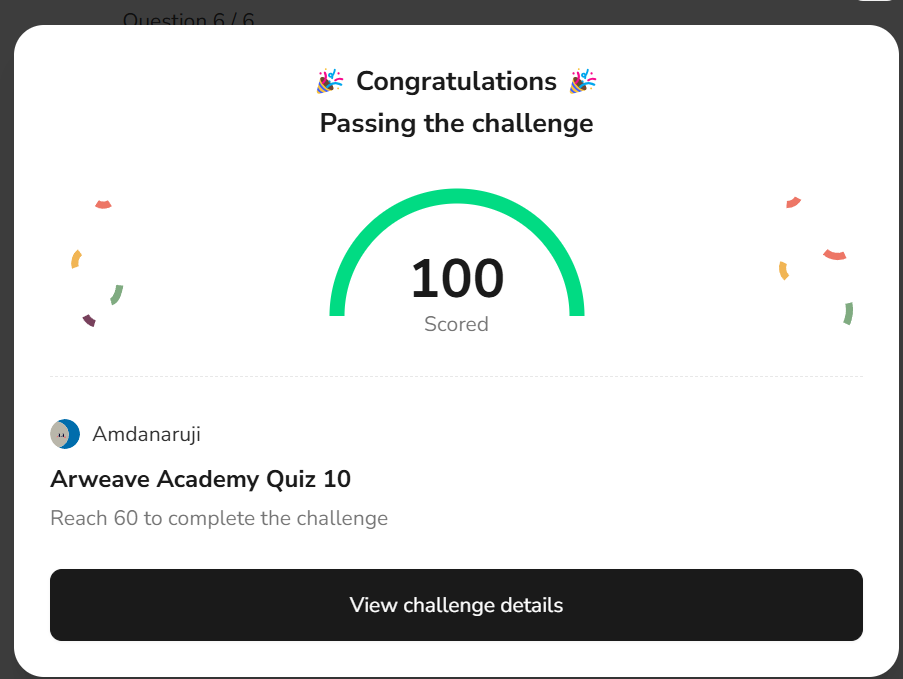 Question 6 / 6
🎉 Congratulations 🎉
Passing the challenge
100
Scored
Amdanaruji
Arweave Academy Quiz 10
Reach 60 to complete the challenge
View challenge details